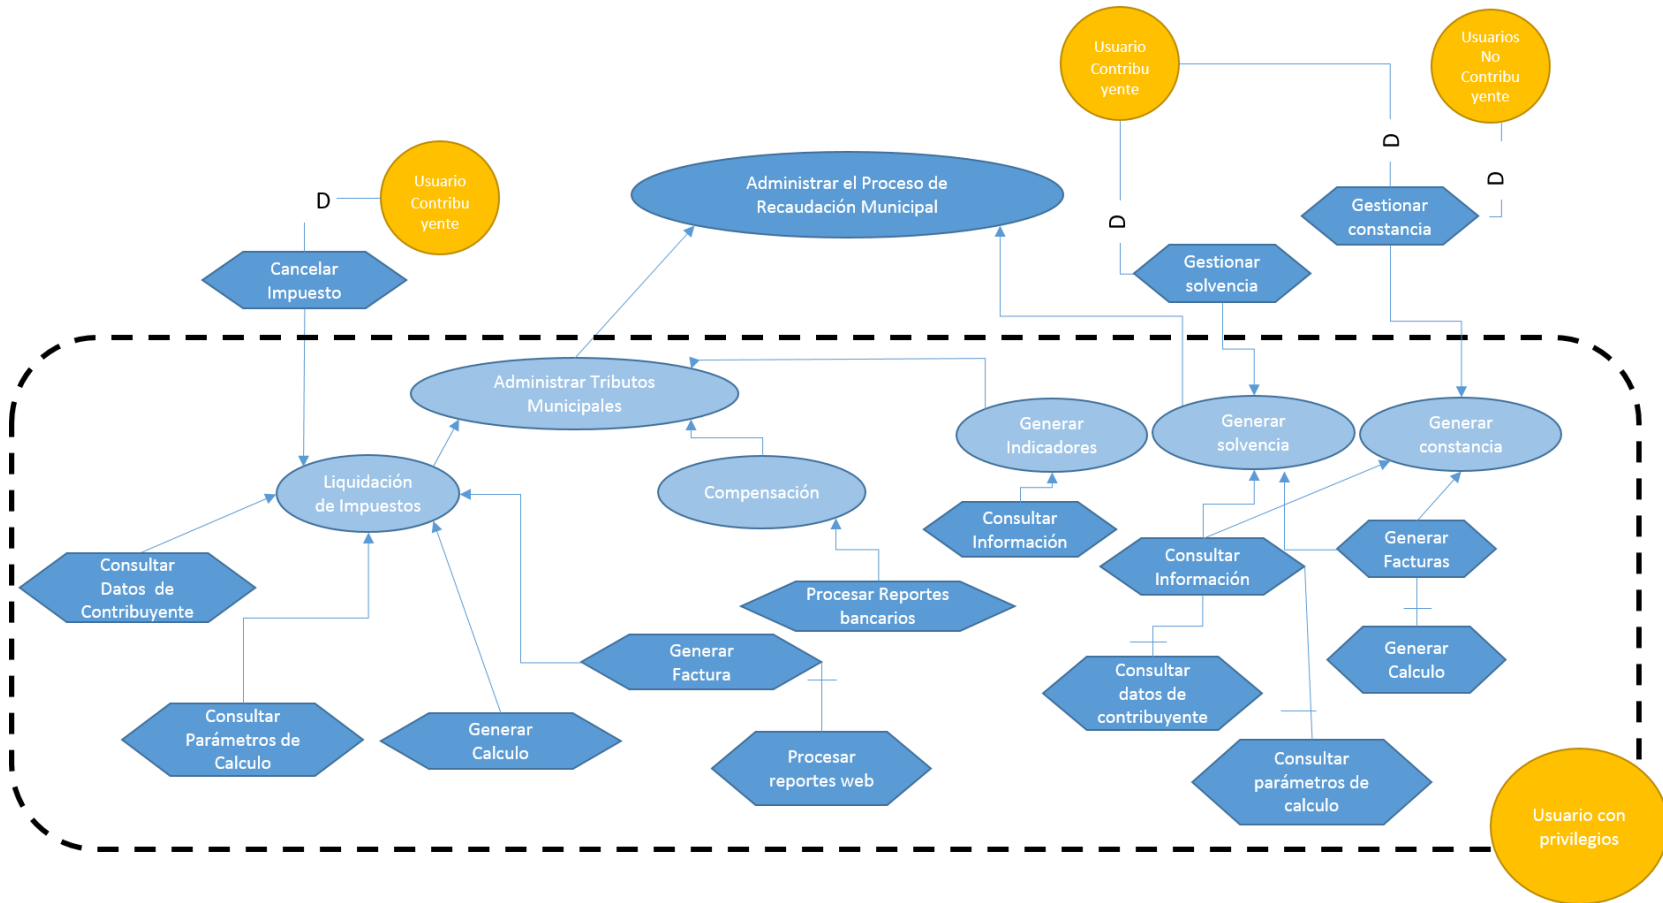 Usuario
Contribu
yente
Usuarios
No
Contribu
yente
D
D
Usuario
Contribu
yente
D
Administrar el Proceso de
Recaudación Municipal
D
Gestionar
constancia
D
Cancelar
Impuesto
Gestionar
solvencia
Administrar Tributos
Municipales
Generar
Indicadores
Generar
solvencia
Generar
constancia
Liquidación
de Impuestos
Compensación
Consultar
Información
Consultar
Información
Generar
Facturas
Consultar
Datos de
Contribuyente
Procesar Reportes
bancarios
Generar
Factura
Generar
Calculo
Consultar
datos de
contribuyente
Consultar
Parámetros de
Calculo
Generar
Calculo
Procesar
reportes web
Consultar
parámetros de
calculo
Usuario con
privilegios